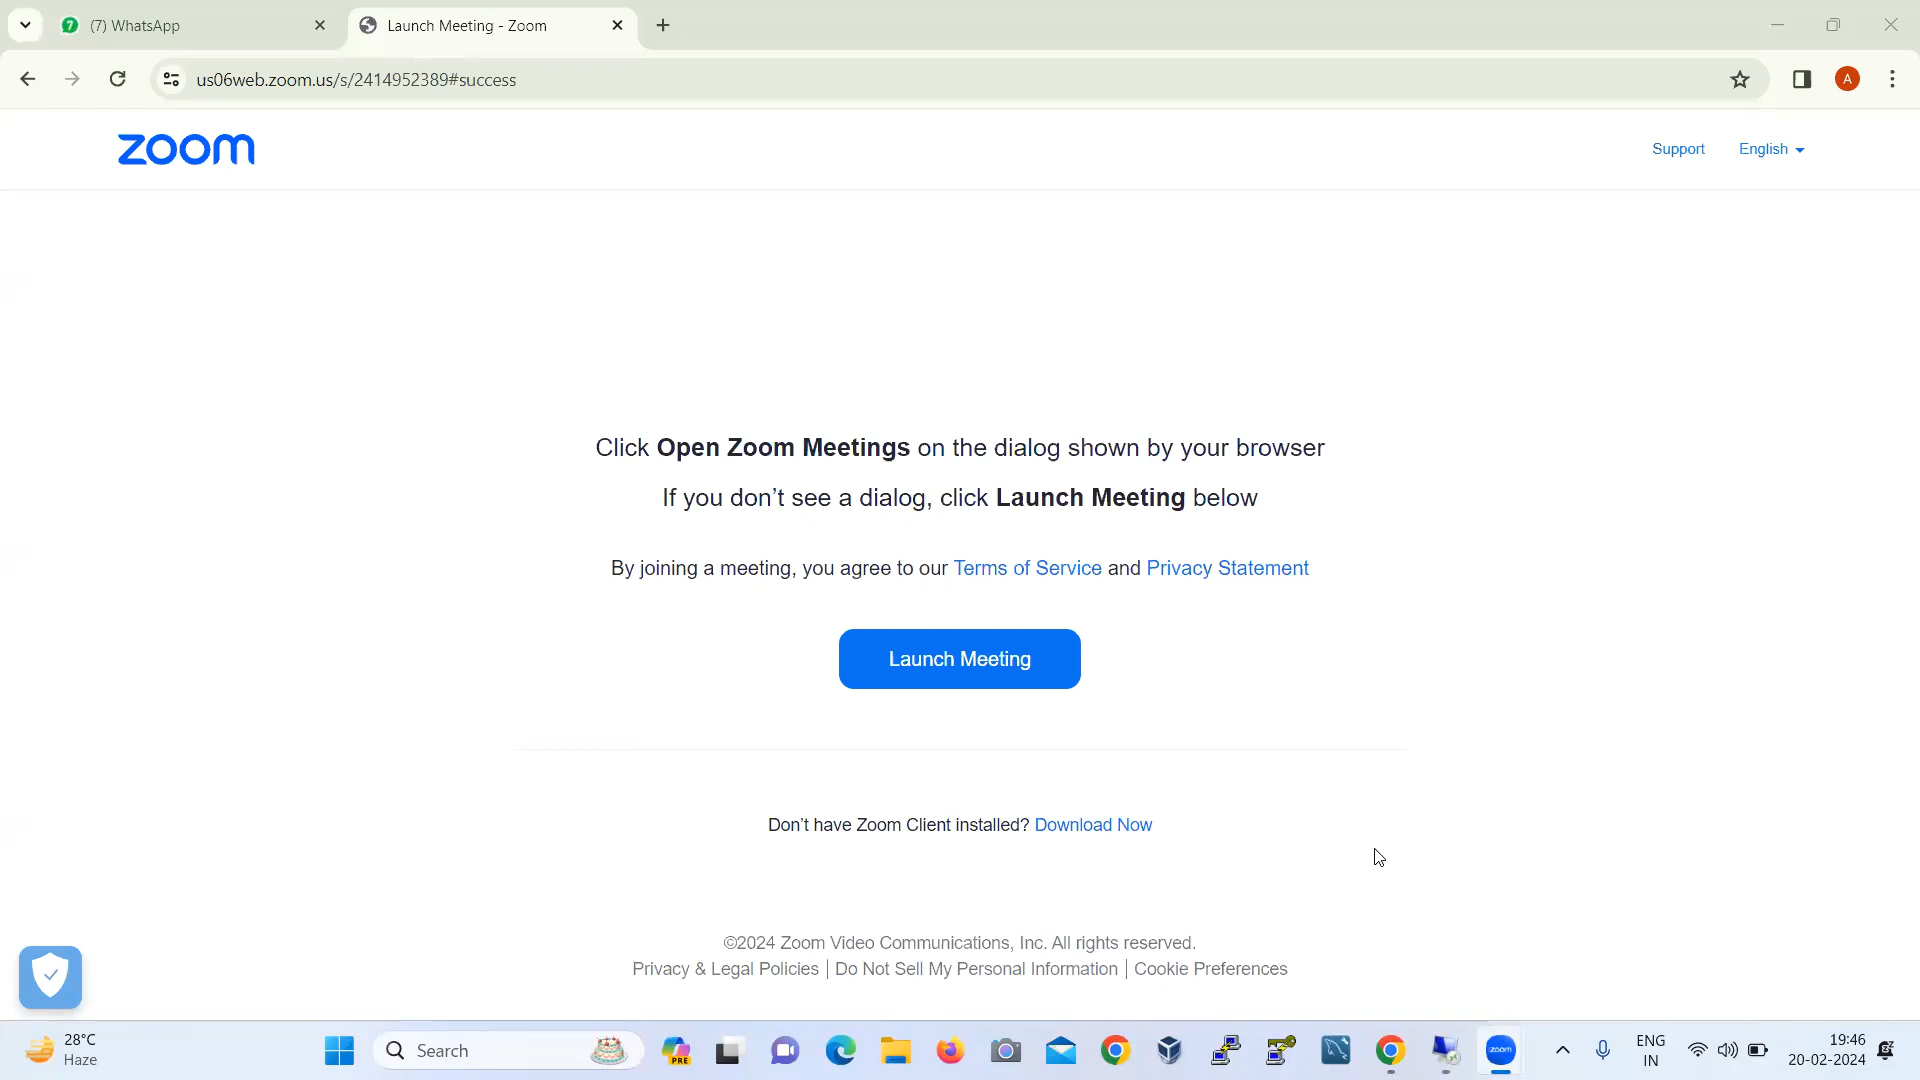 (7) WhatsApp
Launch Meeting - Zoom
us06web.zoom.us/s/2414952389#success
A
zoom
Support
English
Click Open Zoom Meetings on the dialog shown by your browser
If you don’t see a dialog, click Launch Meeting below
By joining a meeting, you agree to our Terms of Service and Privacy Statement
Launch Meeting
Don’t have Zoom Client installed? Download Now
©2024 Zoom Video Communications, Inc. All rights reserved.
Privacy & Legal Policies | Do Not Sell My Personal Information | Cookie Preferences
28°C
Haze
Search
PRE
zoom
ENG
IN
19:46
20-02-2024